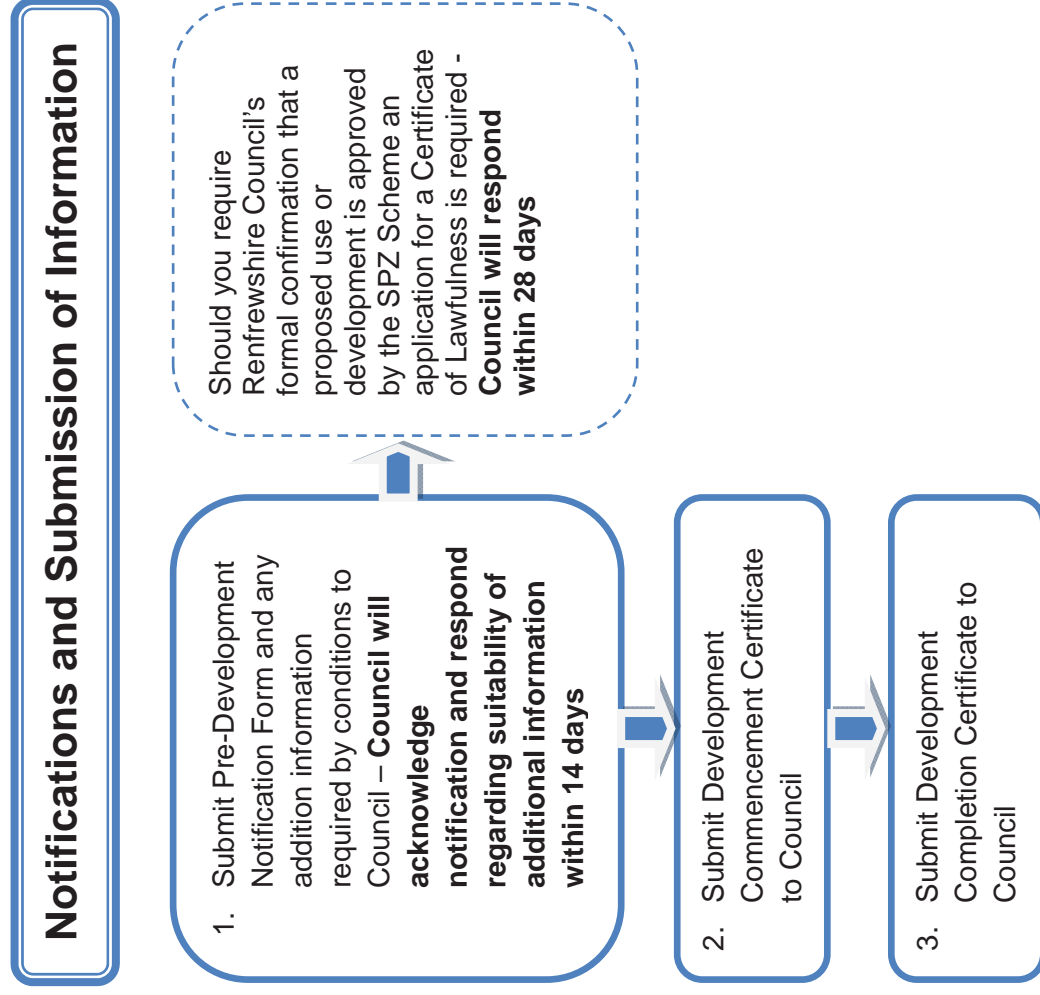 Notifications and Submission of Information
1. Submit Pre-Development
Notification Form and any
addition information
required by conditions to
Council – Council will
acknowledge
notification and respond
regarding suitability of
additional information
within 14 days
Should you require
Renfrewshire Council's
formal confirmation that a
proposed use or
development is approved
by the SPZ Scheme an
application for a Certificate
of Lawfulness is required -
Council will respond
within 28 days
2. Submit Development
Commencement Certificate
to Council
3. Submit Development
Completion Certificate to
Council